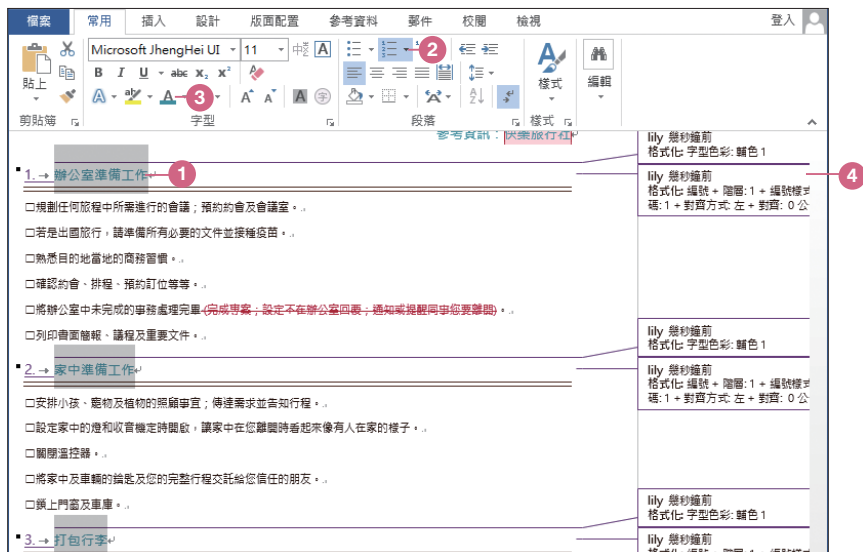 檔案 常用 插入 設計 版面配置 參考資料 郵件 校閱 檢視 登入
Microsoft JhengHei UI 11 中 A 2
貼上 B I U abc X₂ X² 樣式 編輯
A aby A 3 A A A 字
剪貼簿 字型 段落 樣式
參考資訊：快樂旅行社
lily 幾秒鐘前
格式化: 字型色彩: 輔色 1
1. → 辦公室準備工作 1
lily 幾秒鐘前 4
格式化: 編號 + 階層: 1 + 編號樣式
碼: 1 + 對齊方式: 左 + 對齊: 0 公
□規劃任何旅程中所需進行的會議；預約約會及會議室。
□若是出國旅行，請準備所有必要的文件並接種疫苗。
□熟悉目的地當地的商務習慣。
□確認約會、排程、預約訂位等等。
□將辦公室中未完成的事務處理完畢(完成專案；設定不在辦公室回覆；通知或提醒同事您要離開)。
□列印書面簡報、議程及重要文件。
lily 幾秒鐘前
格式化: 字型色彩: 輔色 1
2. → 家中準備工作
lily 幾秒鐘前
格式化: 編號 + 階層: 1 + 編號樣式
碼: 1 + 對齊方式: 左 + 對齊: 0 公
□安排小孩、寵物及植物的照顧事宜；傳達需求並告知行程。
□設定家中的燈和收音機定時開啟，讓家中在您離開時看起來像有人在家的樣子。
□關閉溫控器。
□將家中及車輛的鑰匙及您的完整行程交託給您信任的朋友。
□鎖上門窗及車庫。
lily 幾秒鐘前
格式化: 字型色彩: 輔色 1
3. → 打包行李
lily 幾秒鐘前